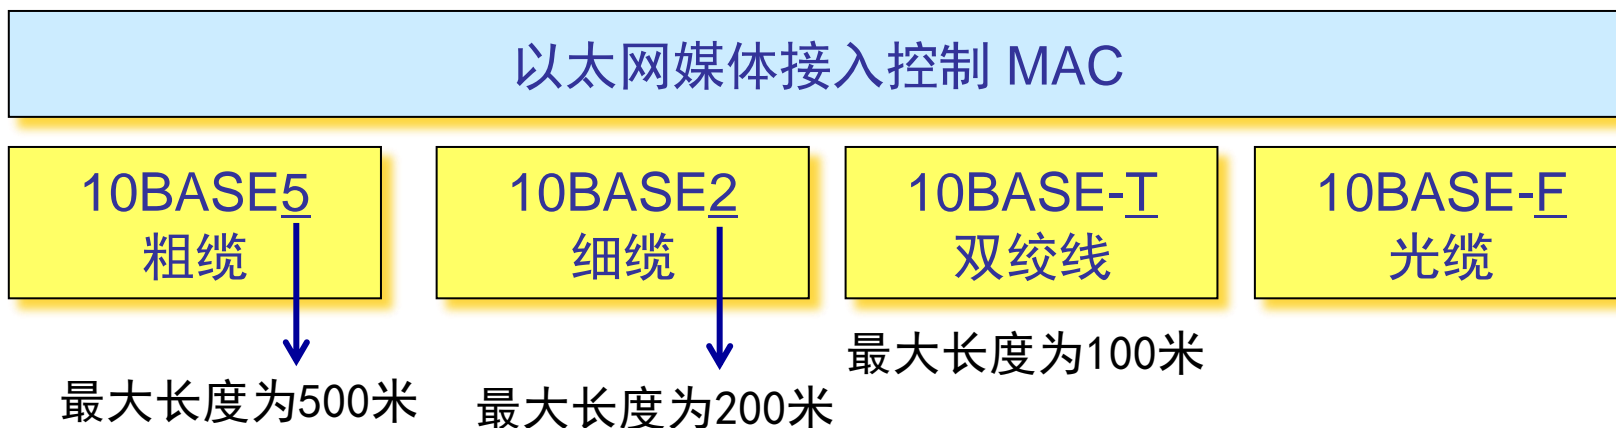 以太网媒体接入控制 MAC
10BASE5
粗缆
10BASE2
细缆
10BASE-T
双绞线
10BASE-F
光缆
最大长度为500米
最大长度为200米
最大长度为100米